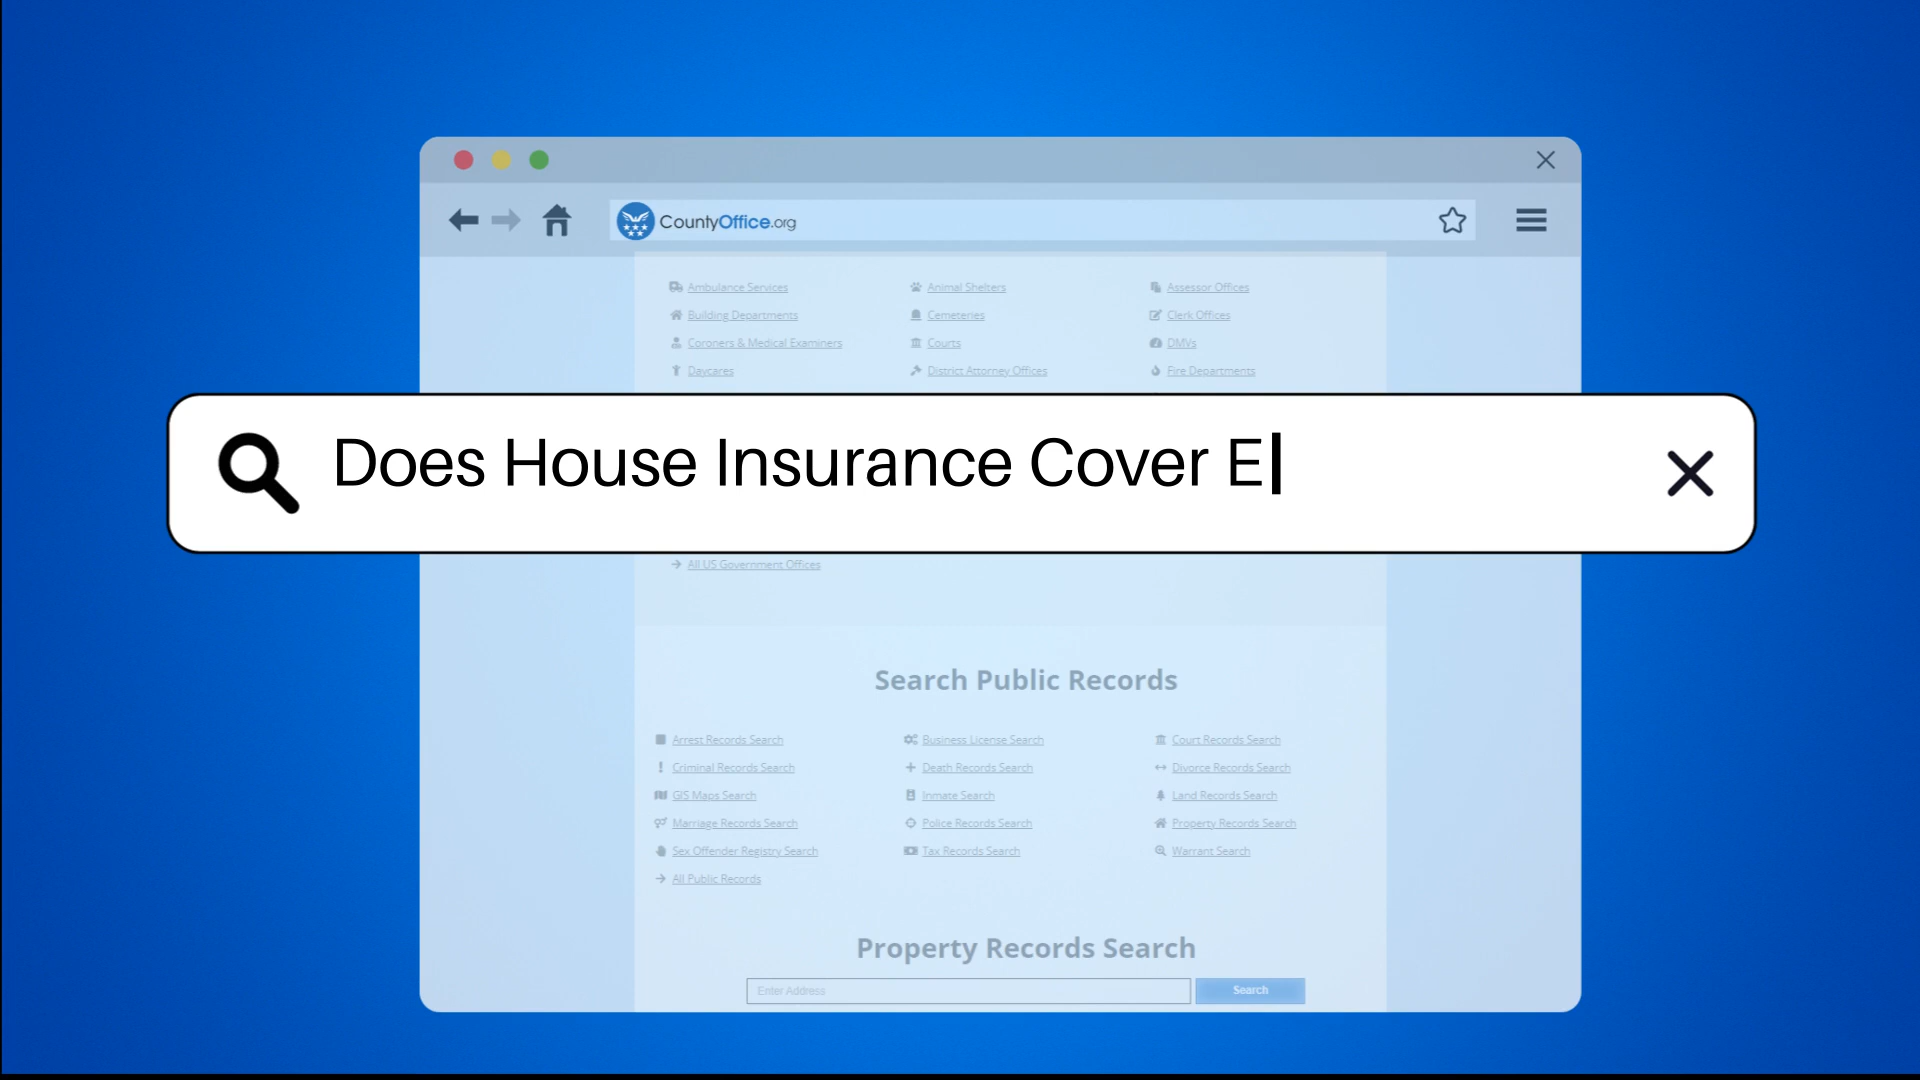 CountyOffice.org
Ambulance Services Animal Shelters Assessor Offices
Building Departments Cemeteries Clerk Offices
Coroners & Medical Examiners Courts DMVs
Daycares District Attorney Offices Fire Departments
Does House Insurance Cover E
All US Government Offices
Search Public Records
Arrest Records Search Business License Search Court Records Search
Criminal Records Search Death Records Search Divorce Records Search
GIS Maps Search Inmate Search Land Records Search
Marriage Records Search Police Records Search Property Records Search
Sex Offender Registry Search Tax Records Search Warrant Search
All Public Records
Property Records Search
Enter Address Search